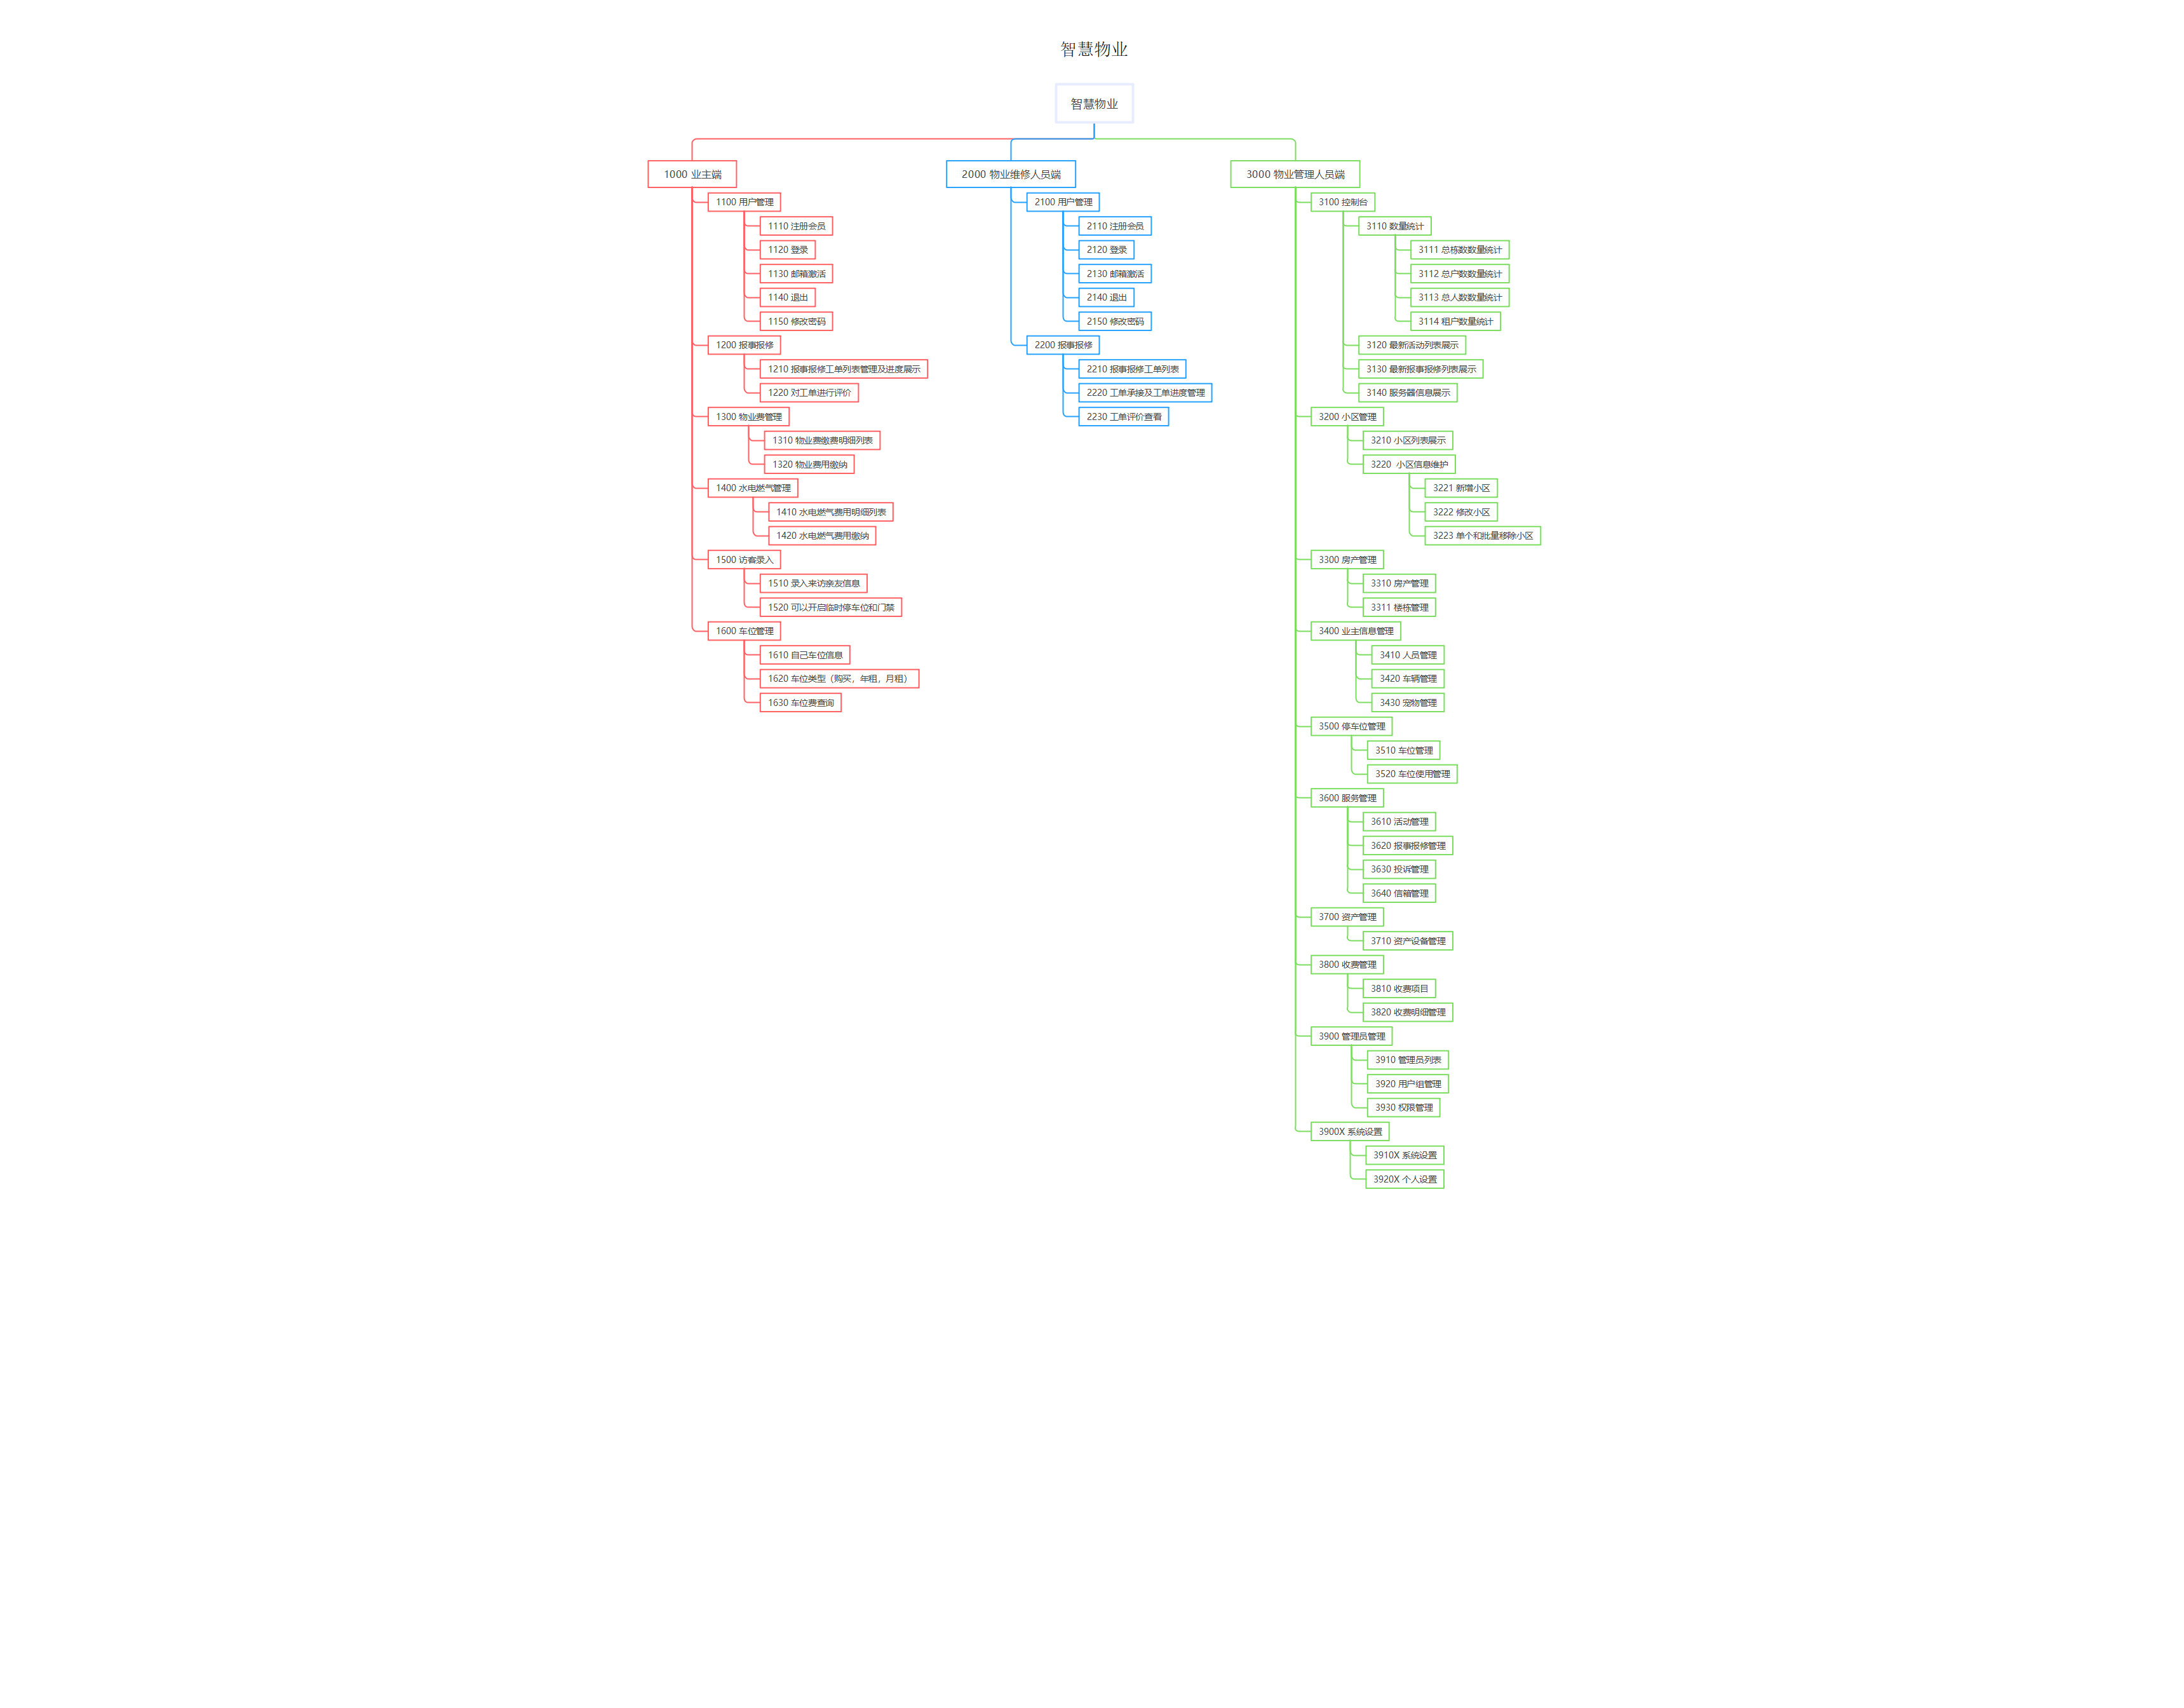 智慧物业
智慧物业
1000 业主端
1100 用户管理
1110 注册会员
1120 登录
1130 邮箱激活
1140 退出
1150 修改密码
1200 报事报修
1210 报事报修工单列表管理及进度展示
1220 对工单进行评价
1300 物业费管理
1310 物业费缴费明细列表
1320 物业费用缴纳
1400 水电燃气管理
1410 水电燃气费用明细列表
1420 水电燃气费用缴纳
1500 访客录入
1510 录入来访亲友信息
1520 可以开启临时停车位和门禁
1600 车位管理
1610 自己车位信息
1620 车位类型（购买，年租，月租）
1630 车位费查询
2000 物业维修人员端
2100 用户管理
2110 注册会员
2120 登录
2130 邮箱激活
2140 退出
2150 修改密码
2200 报事报修
2210 报事报修工单列表
2220 工单承接及工单进度管理
2230 工单评价查看
3000 物业管理人员端
3100 控制台
3110 数量统计
3111 总栋数数量统计
3112 总户数数量统计
3113 总人数数量统计
3114 租户数量统计
3120 最新活动列表展示
3130 最新报事报修列表展示
3140 服务器信息展示
3200 小区管理
3210 小区列表展示
3220 小区信息维护
3221 新增小区
3222 修改小区
3223 单个和批量移除小区
3300 房产管理
3310 房产管理
3311 楼栋管理
3400 业主信息管理
3410 人员管理
3420 车辆管理
3430 宠物管理
3500 停车位管理
3510 车位管理
3520 车位使用管理
3600 服务管理
3610 活动管理
3620 报事报修管理
3630 投诉管理
3640 信箱管理
3700 资产管理
3710 资产设备管理
3800 收费管理
3810 收费项目
3820 收费明细管理
3900 管理员管理
3910 管理员列表
3920 用户组管理
3930 权限管理
3900X 系统设置
3910X 系统设置
3920X 个人设置